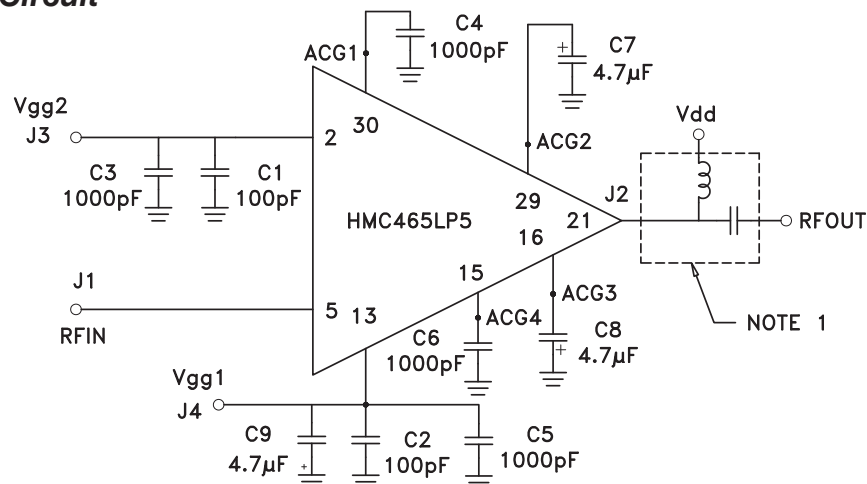 Circuit
C4
1000pF
ACG1
C7
4.7μF
+
Vgg2
J3
2
30
ACG2
Vdd
C3
1000pF
C1
100pF
HMC465LP5
29
J2
21
RFOUT
16
J1
RFIN
5
13
15
ACG3
ACG4
NOTE 1
C6
1000pF
C8
4.7μF
+
Vgg1
J4
C9
4.7μF
+
C2
100pF
C5
1000pF